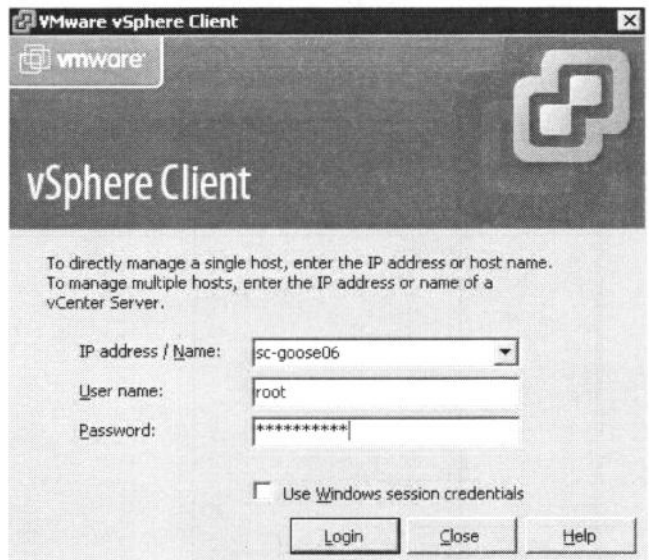 VMware vSphere Client
vmware
vSphere Client
To directly manage a single host, enter the IP address or host name.
To manage multiple hosts, enter the IP address or name of a
vCenter Server.
IP address / Name: sc-goose06
User name: root
Password: **********
Use Windows session credentials
Login Close Help